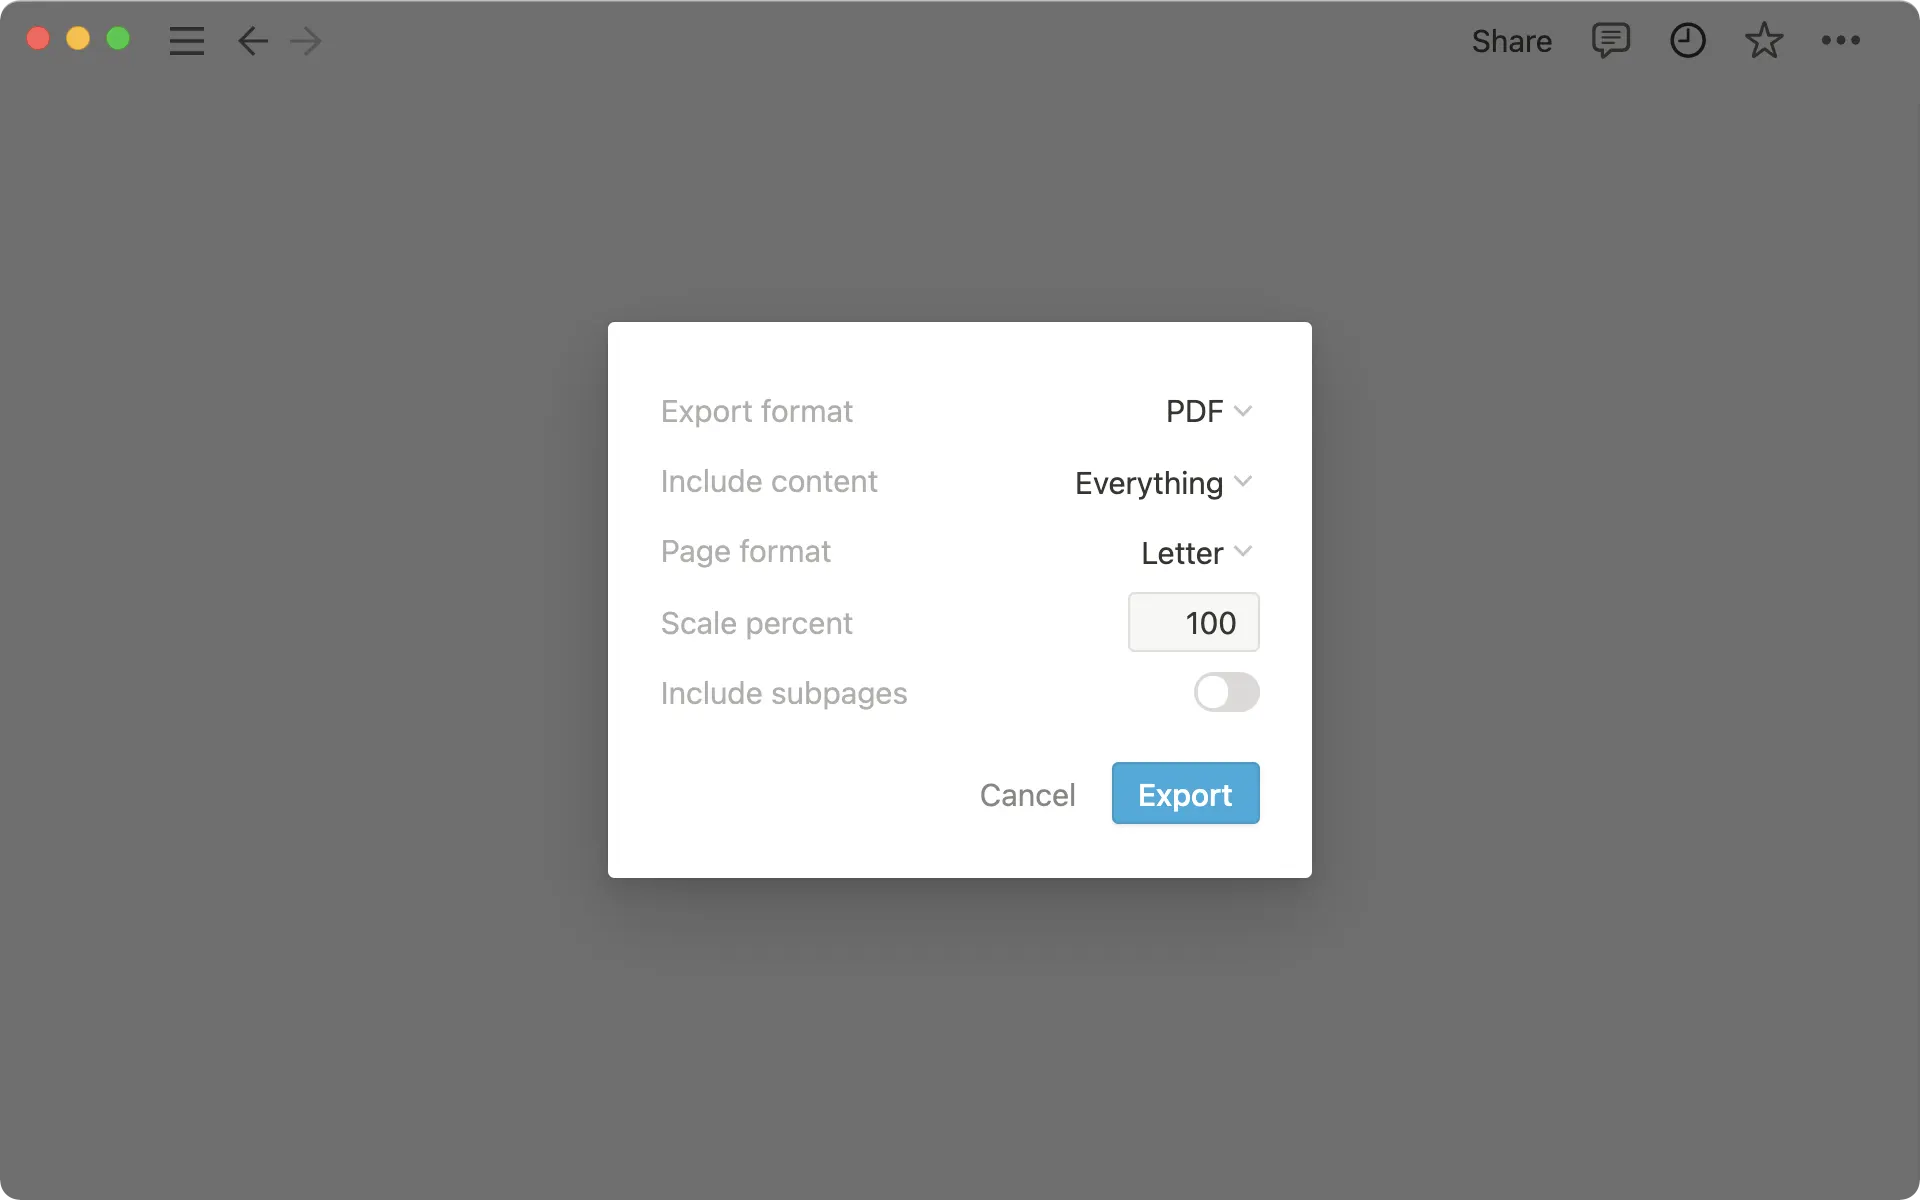 Share
Export format PDF
Include content Everything
Page format Letter
Scale percent 100
Include subpages
Cancel Export